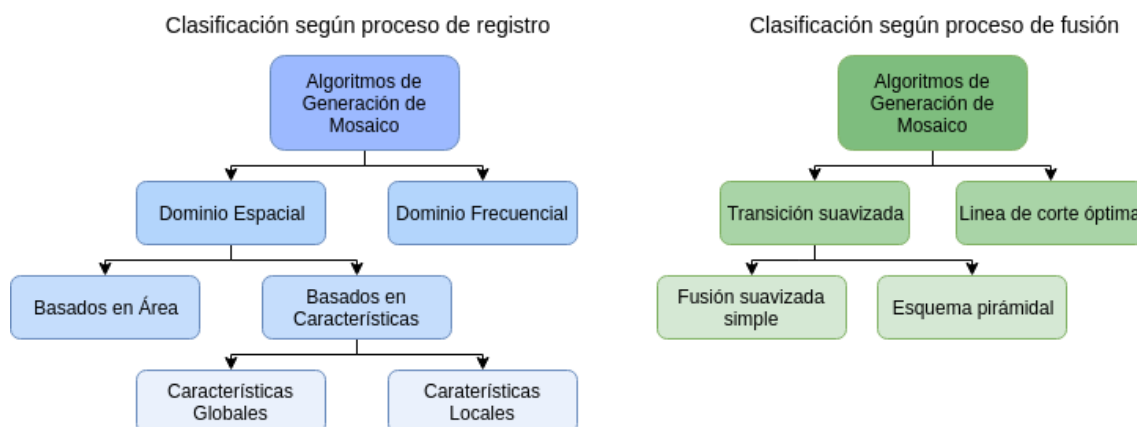 Clasificación según proceso de registro
Algoritmos de
Generación de
Mosaico
Dominio Espacial
Dominio Frecuencial
Basados en Área
Basados en
Características
Características
Globales
Caraterísticas
Locales
Clasificación según proceso de fusión
Algoritmos de
Generación de
Mosaico
Transición suavizada
Linea de corte óptima
Fusión suavizada
simple
Esquema pirámidal